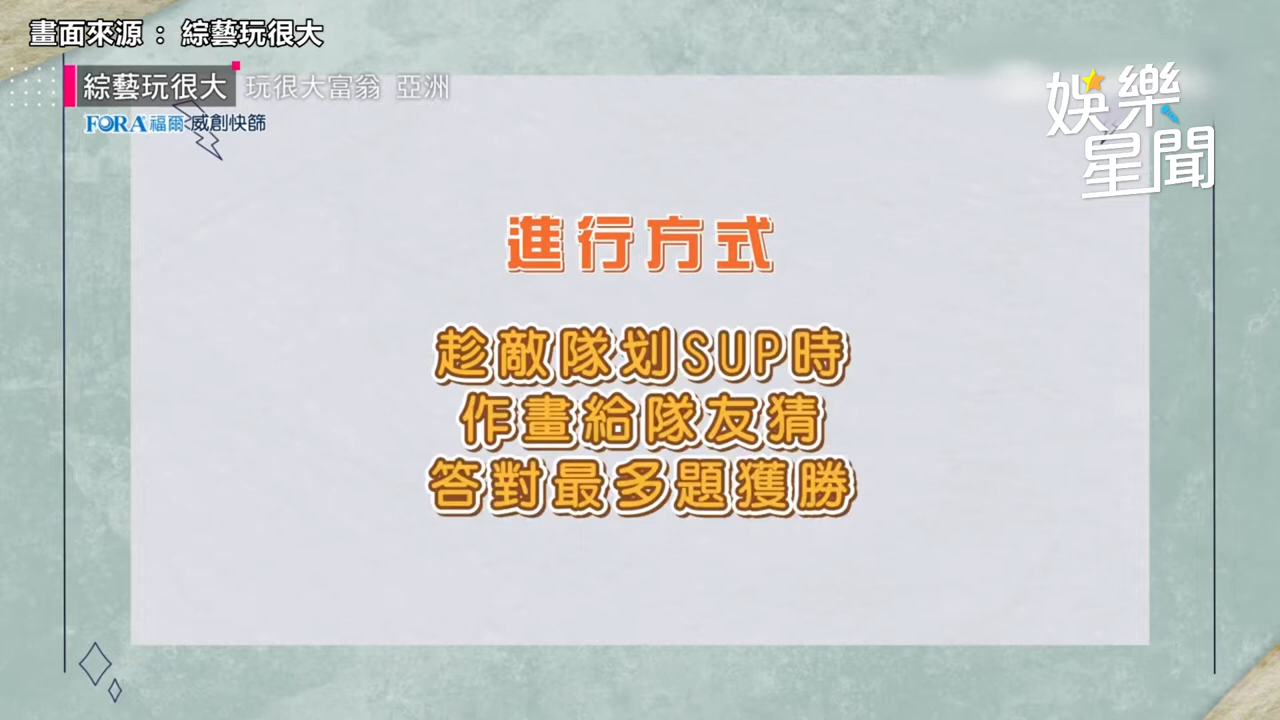 畫面來源： 綜藝玩很大
綜藝玩很大 玩很大富翁 亞洲
FORA福爾 威創快篩
娛樂
星聞
進行方式
趁敵隊划SUP時
作畫給隊友猜
答對最多題獲勝